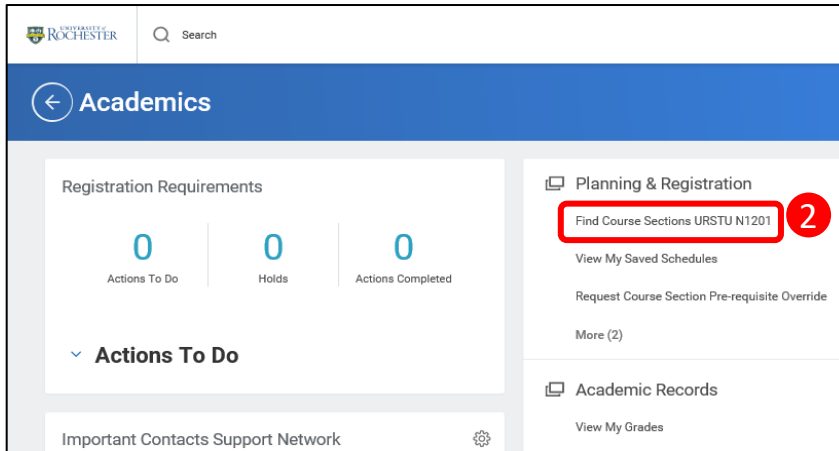 UNIVERSITY of
ROCHESTER
Search
Academics
Registration Requirements
0 0 0
Actions To Do Holds Actions Completed
Actions To Do
Important Contacts Support Network
Planning & Registration
Find Course Sections URSTU N1201
2
View My Saved Schedules
Request Course Section Pre-requisite Override
More (2)
Academic Records
View My Grades